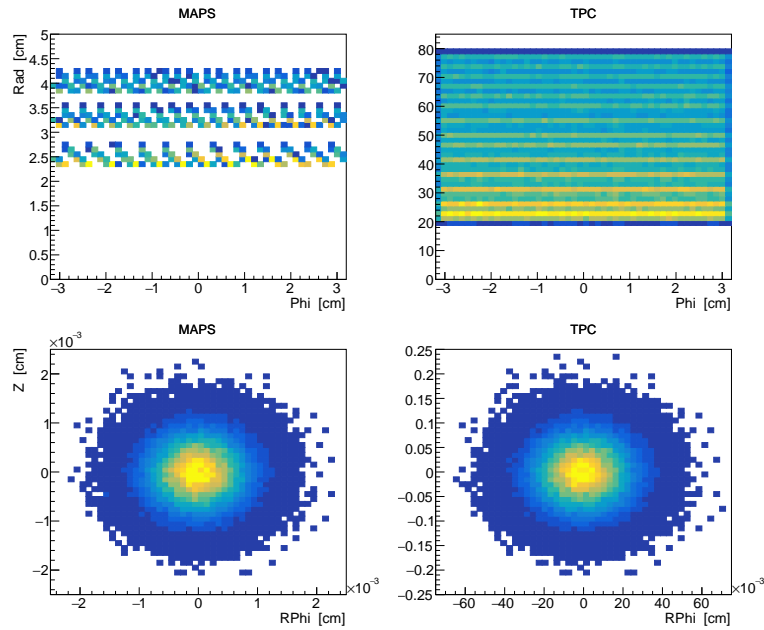 MAPS
Rad [cm]
5
4.5
4
3.5
3
2.5
2
1.5
1
0.5
0
−3 −2 −1 0 1 2 3
Phi [cm]
TPC
80
70
60
50
40
30
20
10
0
−3 −2 −1 0 1 2 3
Phi [cm]
MAPS
×10−3
Z [cm]
2
1
0
−1
−2
−2 −1 0 1 2
×10−3
RPhi [cm]
TPC
0.25
0.2
0.15
0.1
0.05
0
−0.05
−0.1
−0.15
−0.2
−0.25
−60 −40 −20 0 20 40 60
×10−3
RPhi [cm]